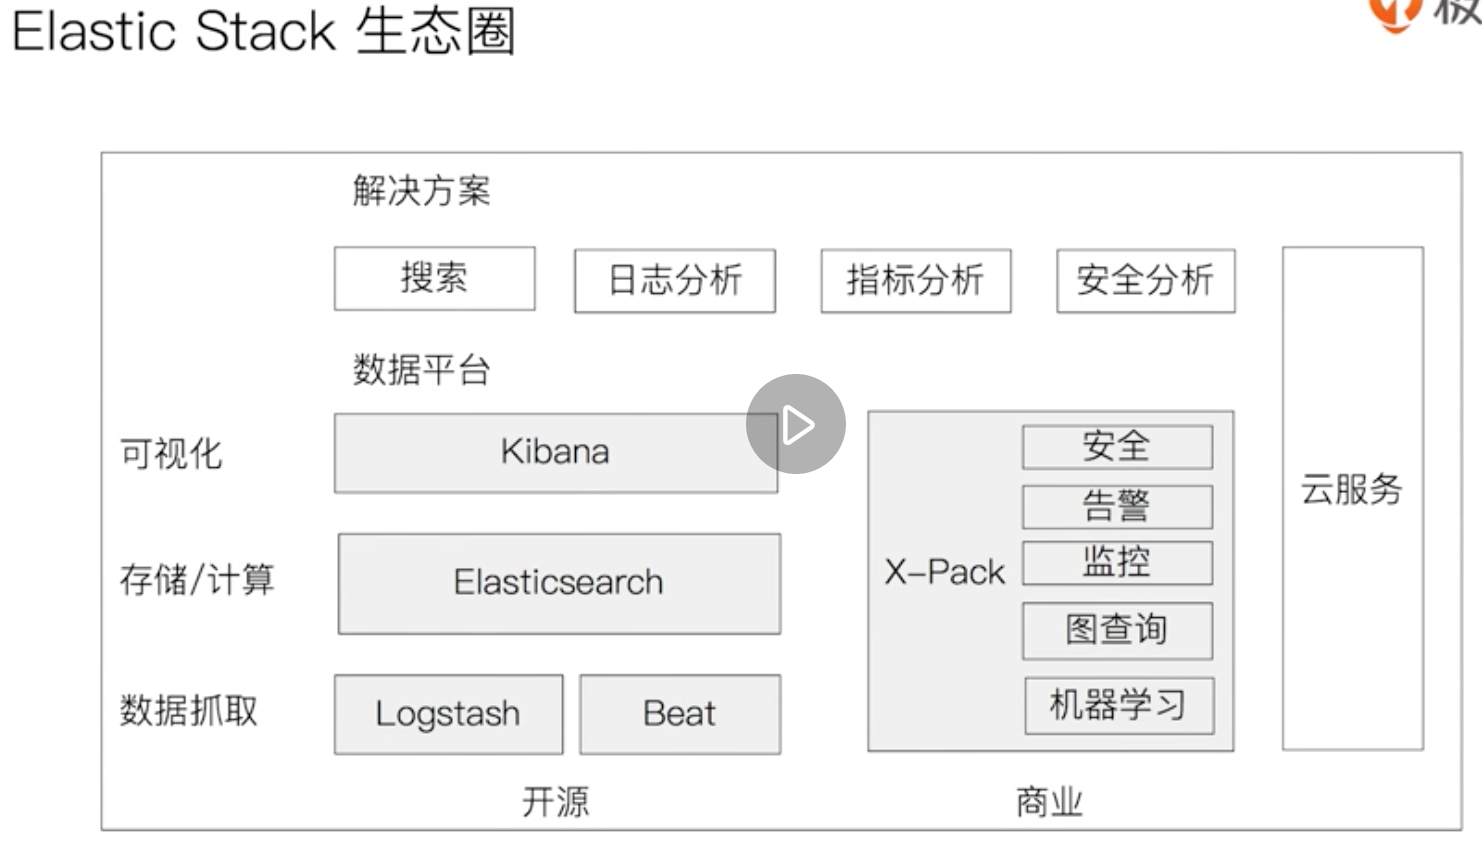 Elastic Stack 生态圈
极
解决方案
搜索
日志分析
指标分析
安全分析
数据平台
可视化
Kibana
存储/计算
Elasticsearch
数据抓取
Logstash
Beat
X-Pack
安全
告警
监控
图查询
机器学习
云服务
开源
商业